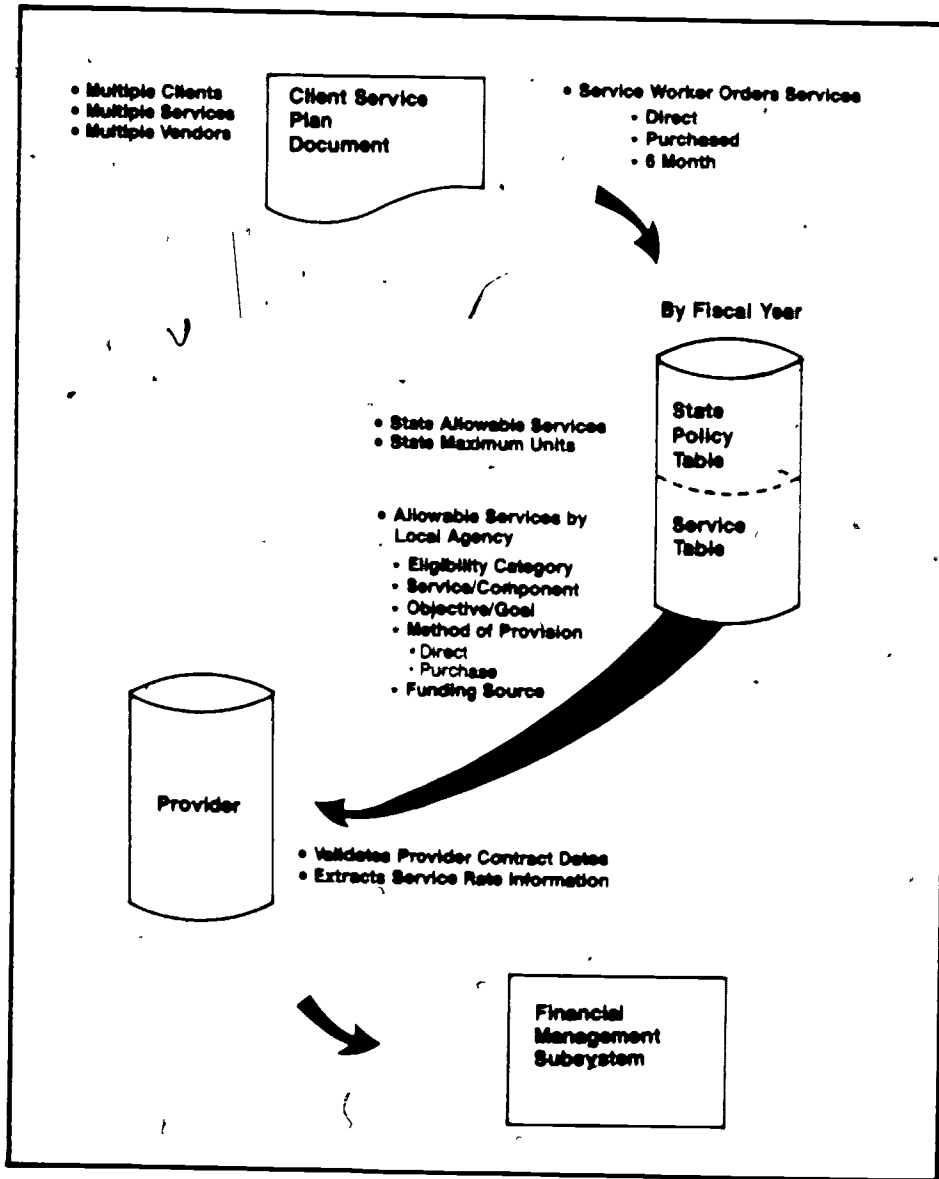 • Multiple Clients
• Multiple Services
• Multiple Vendors
Client Service
Plan
Document
• Service Worker Orders Services
• Direct
• Purchased
• 6 Month
By Fiscal Year
State
Policy
Table
Service
Table
• State Allowable Services
• State Maximum Units
• Allowable Services by
Local Agency
• Eligibility Category
• Service/Component
• Objective/Goal
• Method of Provision
• Direct
• Purchase
• Funding Source
Provider
• Validates Provider Contract Dates
• Extracts Service Rate Information
Financial
Management
Subsystem